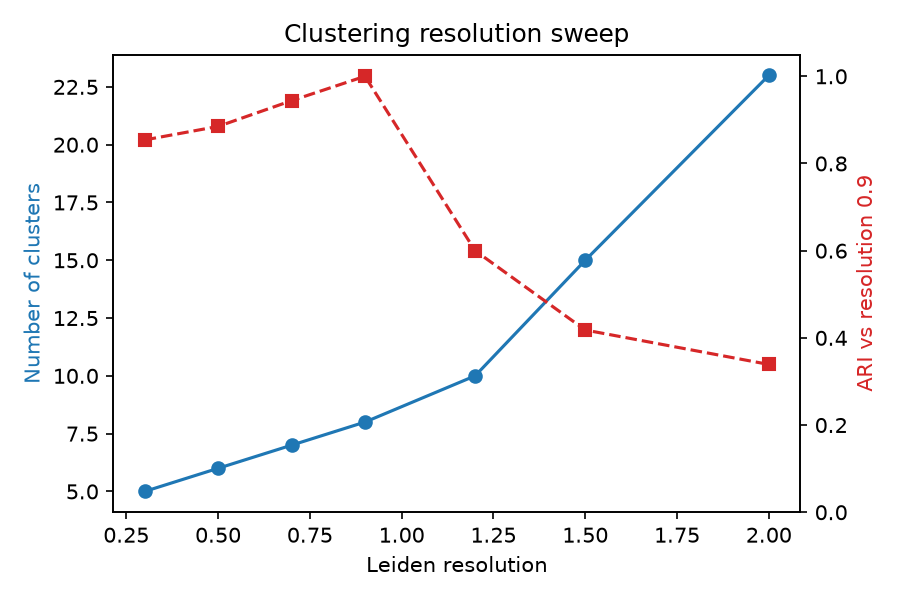 Clustering resolution sweep
Number of clusters
22.5
20.0
17.5
15.0
12.5
10.0
7.5
5.0
1.0
0.8
0.6
0.4
0.2
0.0
ARI vs resolution 0.9
0.25 0.50 0.75 1.00 1.25 1.50 1.75 2.00
Leiden resolution